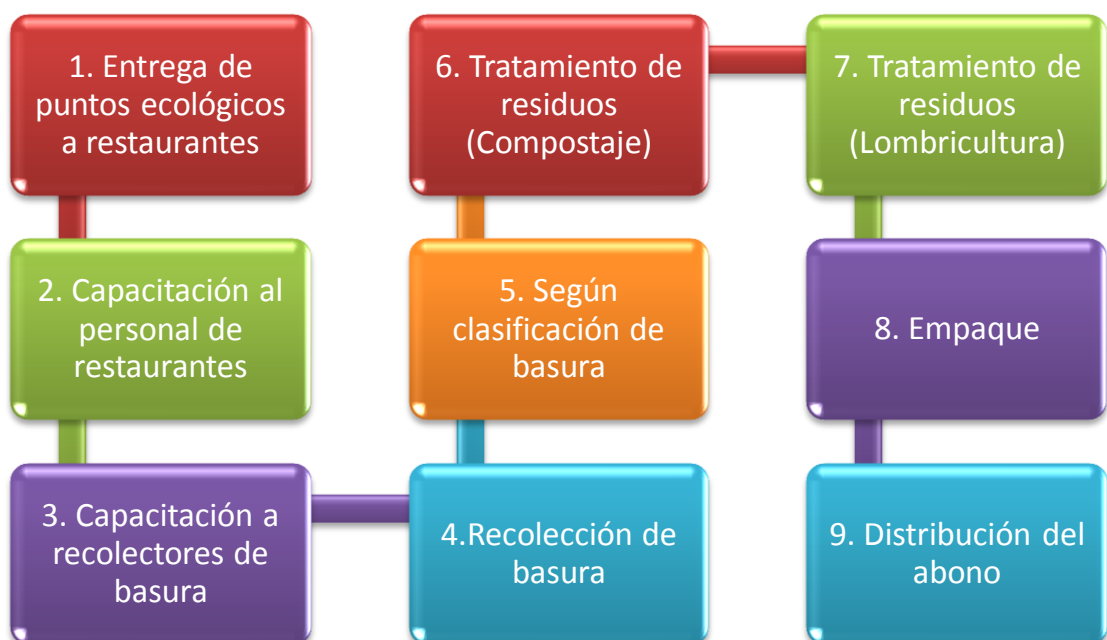 1. Entrega de
puntos ecológicos
a restaurantes
2. Capacitación al
personal de
restaurantes
3. Capacitación a
recolectores de
basura
4.Recolección de
basura
5. Según
clasificación de
basura
6. Tratamiento de
residuos
(Compostaje)
7. Tratamiento de
residuos
(Lombricultura)
8. Empaque
9. Distribución del
abono